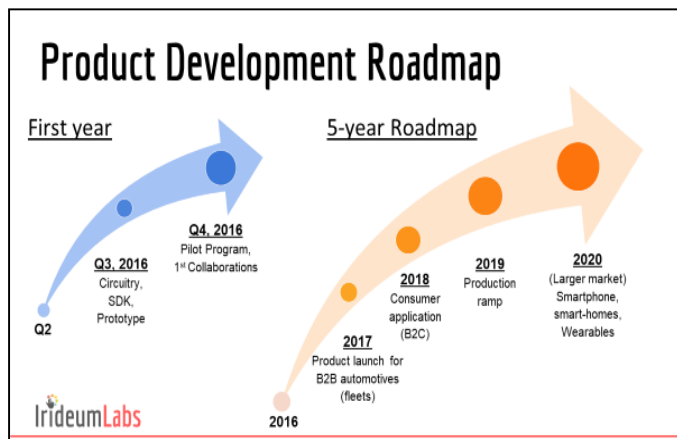 Product Development Roadmap
First year
5-year Roadmap
Q2
Q3, 2016
Circuitry,
SDK,
Prototype
Q4, 2016
Pilot Program,
1st Collaborations
2016
2017
Product launch for
B2B automotives
(fleets)
2018
Consumer
application
(B2C)
2019
Production
ramp
2020
(Larger market)
Smartphone,
smart-homes,
Wearables
IrideumLabs